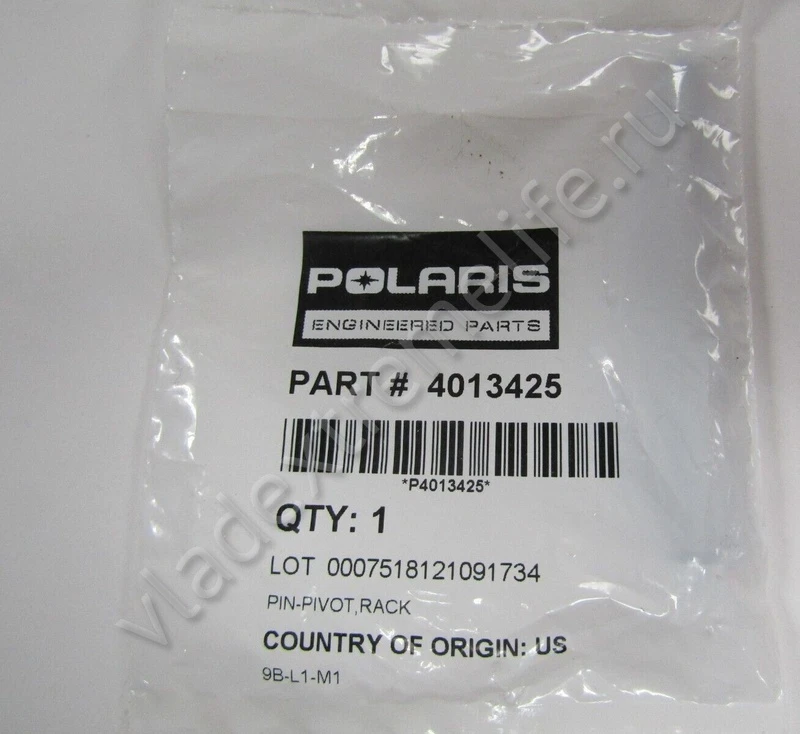 POLARIS
ENGINEERED PARTS
PART # 4013425
*P4013425*
QTY: 1
LOT 0007518121091734
PIN-PIVOT,RACK
COUNTRY OF ORIGIN: US
9B-L1-M1
vladextremelife.ru